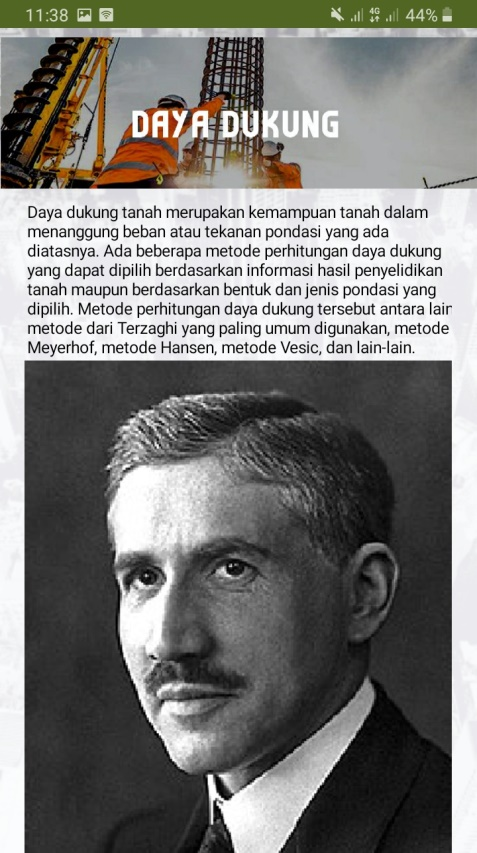 11:38 4G 44%
DAYA DUKUNG
Daya dukung tanah merupakan kemampuan tanah dalam
menanggung beban atau tekanan pondasi yang ada
diatasnya. Ada beberapa metode perhitungan daya dukung
yang dapat dipilih berdasarkan informasi hasil penyelidikan
tanah maupun berdasarkan bentuk dan jenis pondasi yang
dipilih. Metode perhitungan daya dukung tersebut antara lain
metode dari Terzaghi yang paling umum digunakan, metode
Meyerhof, metode Hansen, metode Vesic, dan lain-lain.